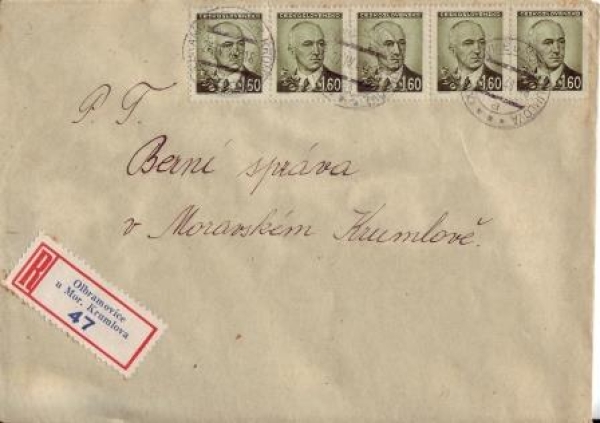 ČESKOSLOVENSKO ČESKOSLOVENSKO ČESKOSLOVENSKO ČESKOSLOVENSKO ČESKOSLOVENSKO
1.60 1.60 1.60 1.60 1.60
P. T.
Berní správa
v Moravském Krumlově.
R
Olbramovice
u Mor. Krumlova
47